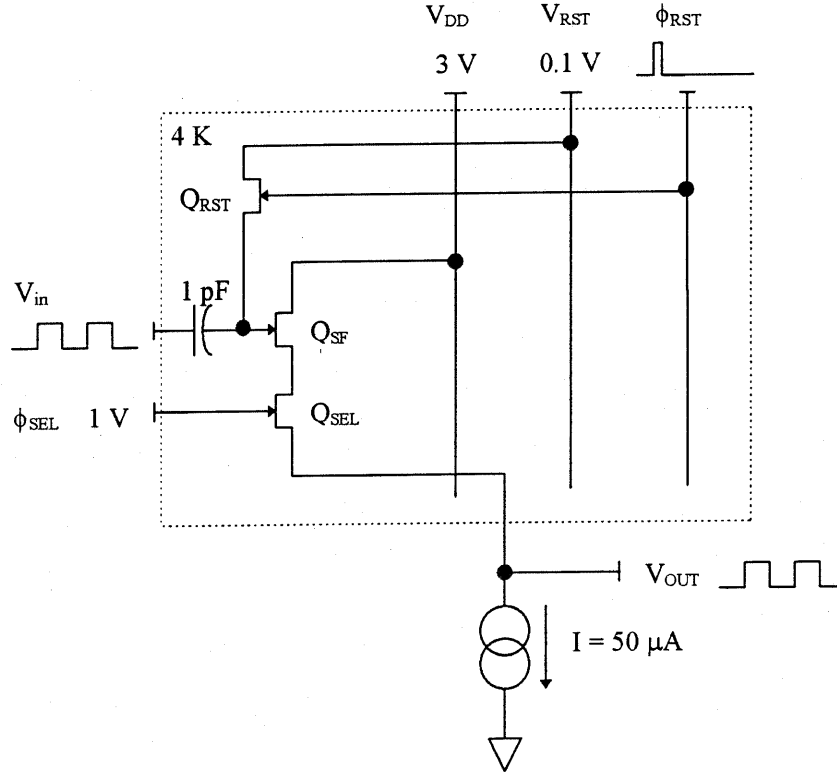 V_DD V_RST ϕ_RST
3 V 0.1 V
4 K
Q_RST
V_in
1 pF
Q_SF
ϕ_SEL 1 V
Q_SEL
V_OUT
I = 50 μA